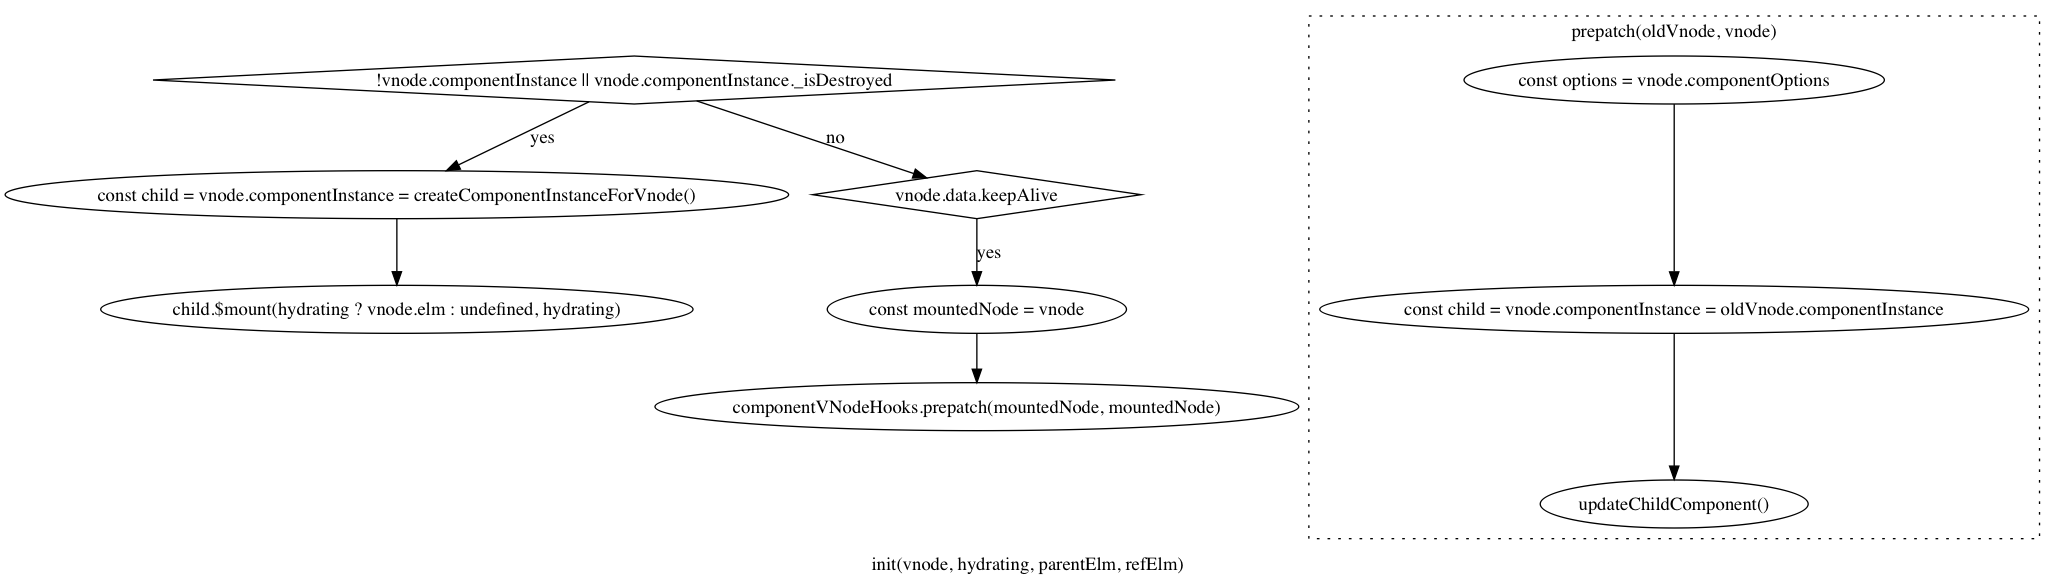 !vnode.componentInstance || vnode.componentInstance._isDestroyed
yes
no
const child = vnode.componentInstance = createComponentInstanceForVnode()
vnode.data.keepAlive
yes
child.$mount(hydrating ? vnode.elm : undefined, hydrating)
const mountedNode = vnode
componentVNodeHooks.prepatch(mountedNode, mountedNode)
prepatch(oldVnode, vnode)
const options = vnode.componentOptions
const child = vnode.componentInstance = oldVnode.componentInstance
updateChildComponent()
init(vnode, hydrating, parentElm, refElm)